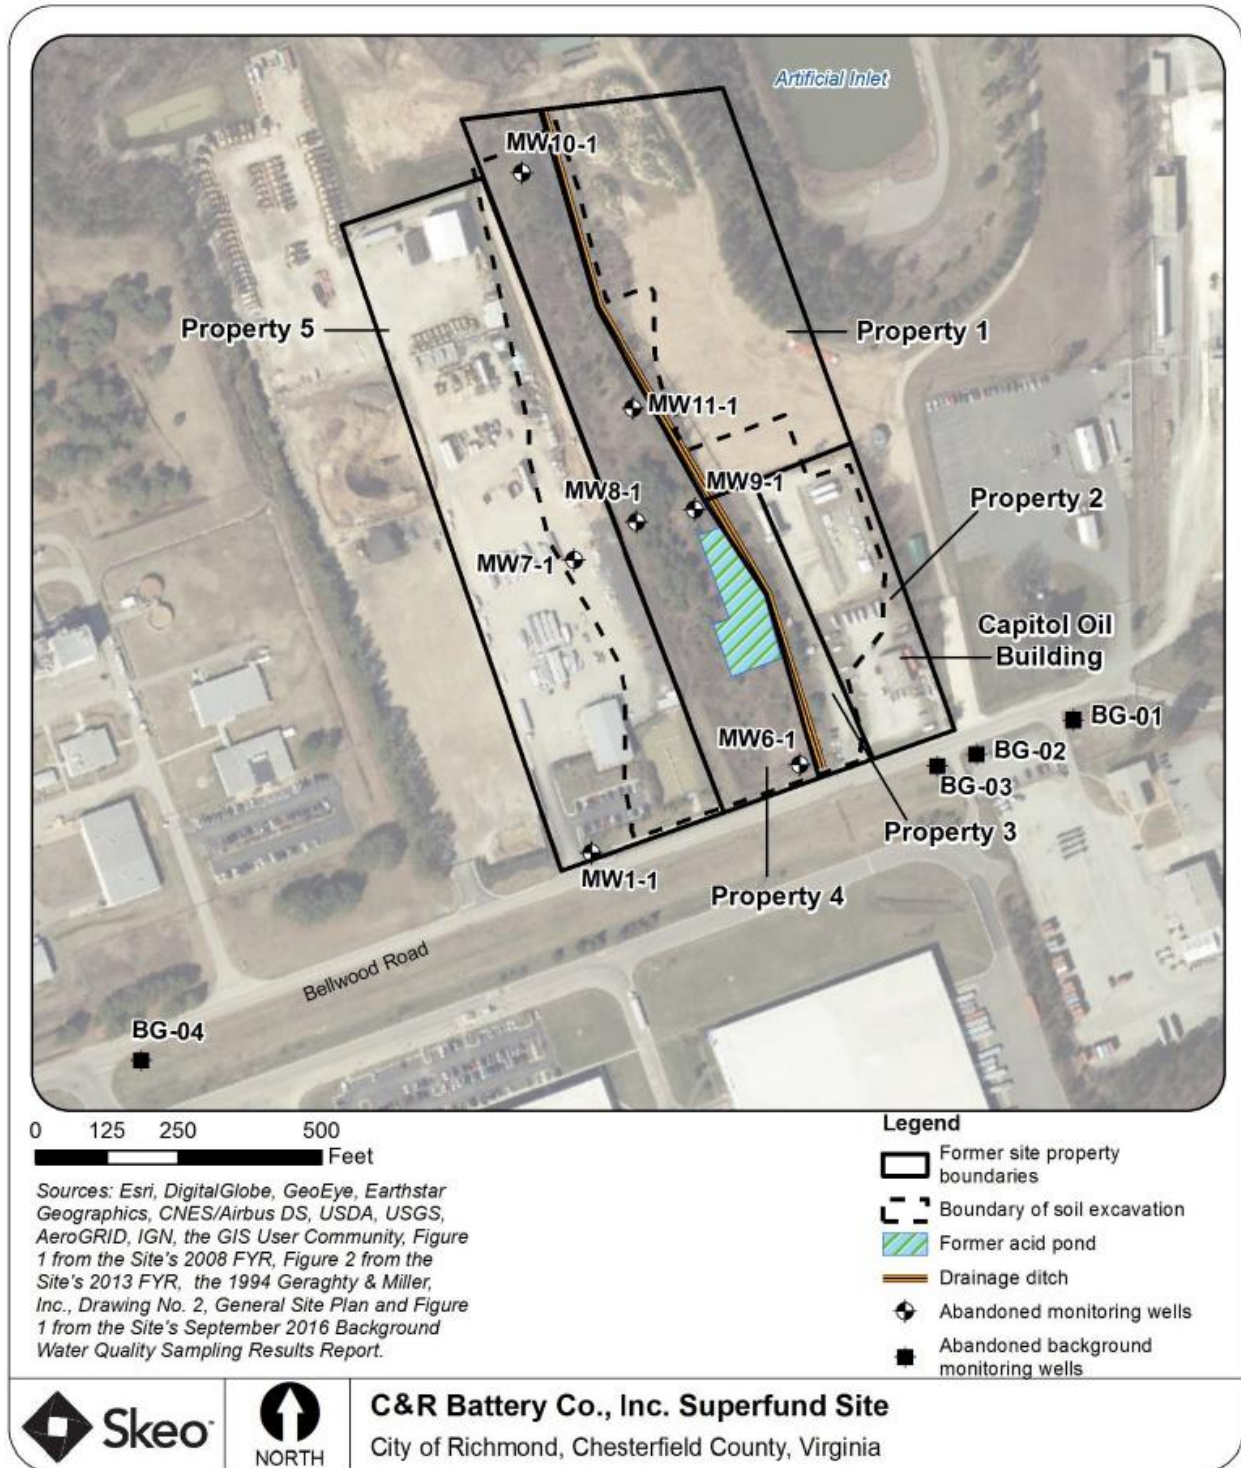 Artificial Inlet
MW10-1
Property 5
Property 1
MW11-1
MW9-1
MW8-1
Property 2
MW7-1
Capitol Oil
Building
BG-01
MW6-1
BG-02
BG-03
Property 3
MW1-1
Property 4
Bellwood Road
BG-04
0 125 250 500
Feet
Sources: Esri, DigitalGlobe, GeoEye, Earthstar
Geographics, CNES/Airbus DS, USDA, USGS,
AeroGRID, IGN, the GIS User Community, Figure
1 from the Site's 2008 FYR, Figure 2 from the
Site's 2013 FYR, the 1994 Geraghty & Miller,
Inc., Drawing No. 2, General Site Plan and Figure
1 from the Site's September 2016 Background
Water Quality Sampling Results Report.
Legend
Former site property
boundaries
Boundary of soil excavation
Former acid pond
Drainage ditch
Abandoned monitoring wells
Abandoned background
monitoring wells
Skeo
NORTH
C&R Battery Co., Inc. Superfund Site
City of Richmond, Chesterfield County, Virginia